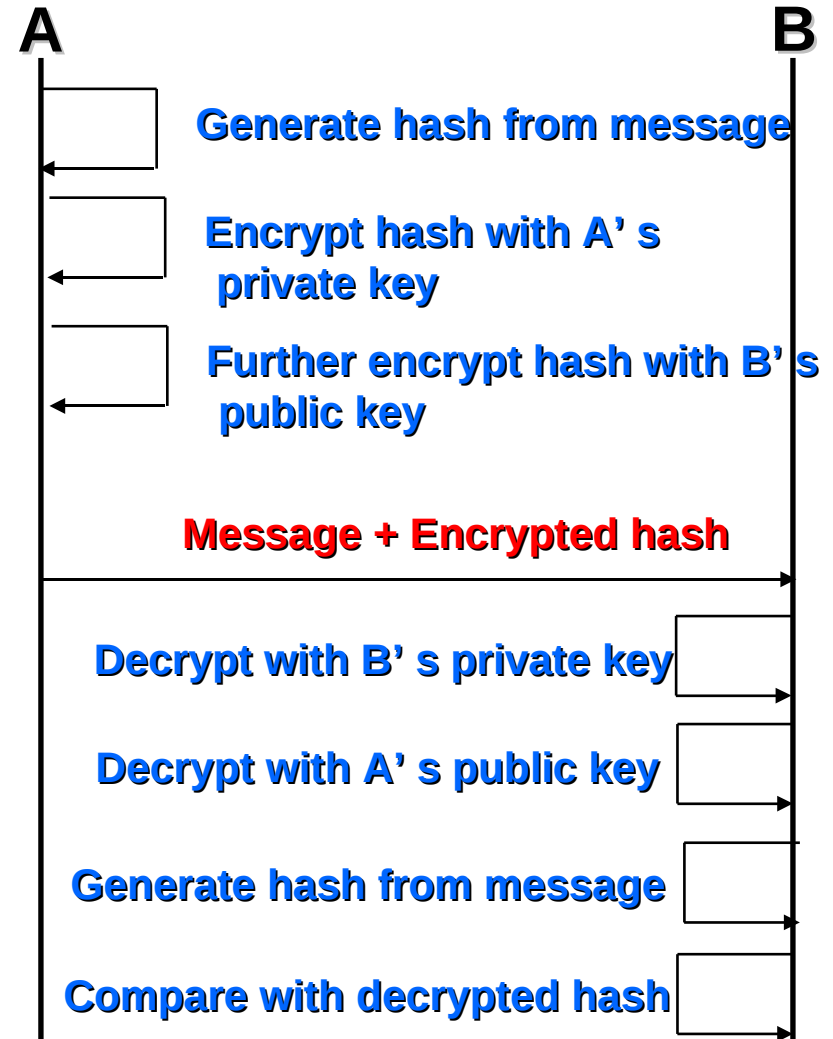 A B
Generate hash from message
Encrypt hash with A’ s
private key
Further encrypt hash with B’ s
public key
Message + Encrypted hash
Decrypt with B’ s private key
Decrypt with A’ s public key
Generate hash from message
Compare with decrypted hash